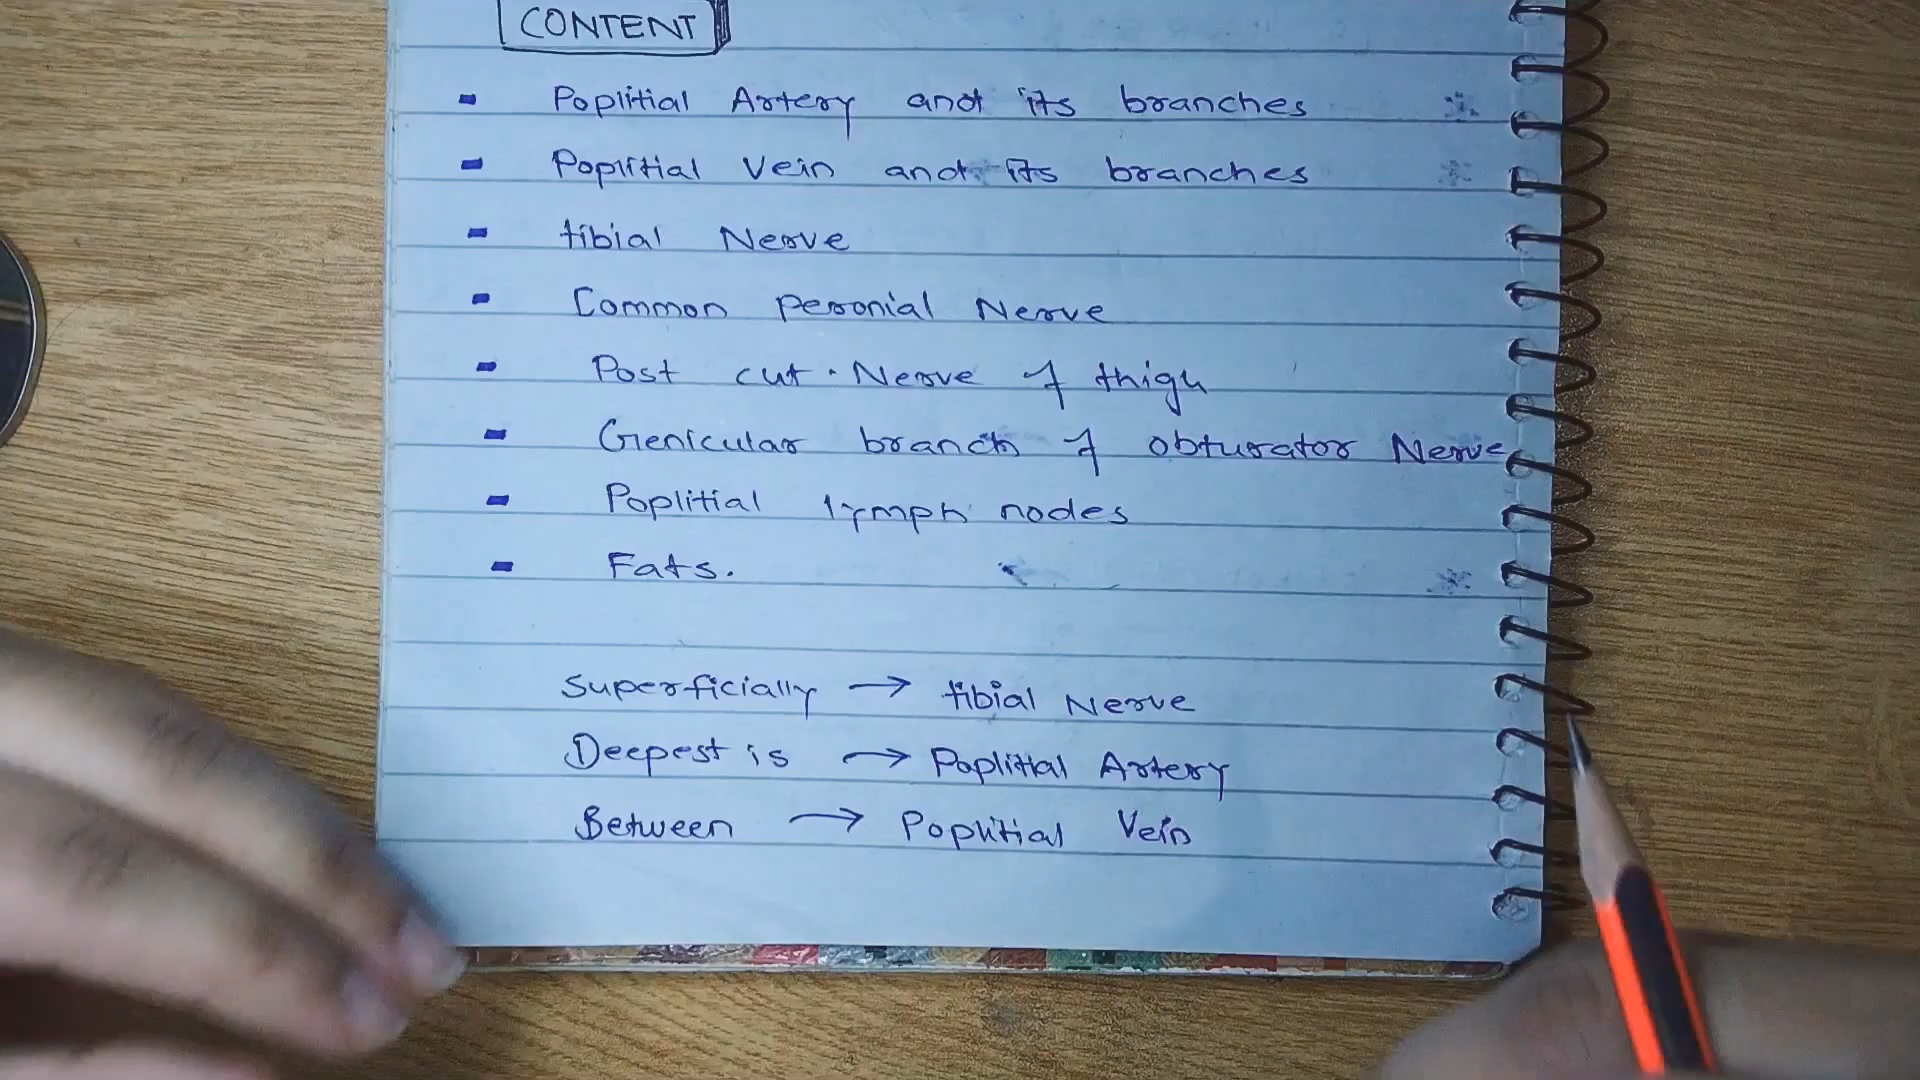 CONTENT
- Poplitial Artery and its branches
- Poplitial Vein and its branches
- tibial Nerve
- Common peronial Nerve
- Post cut. Nerve of thigh
- Genicular branch of obturator Nerve
- Poplitial lymph nodes
- Fats.
Superficially → tibial Nerve
Deepest is → Poplitial Artery
Between → Poplitial Vein